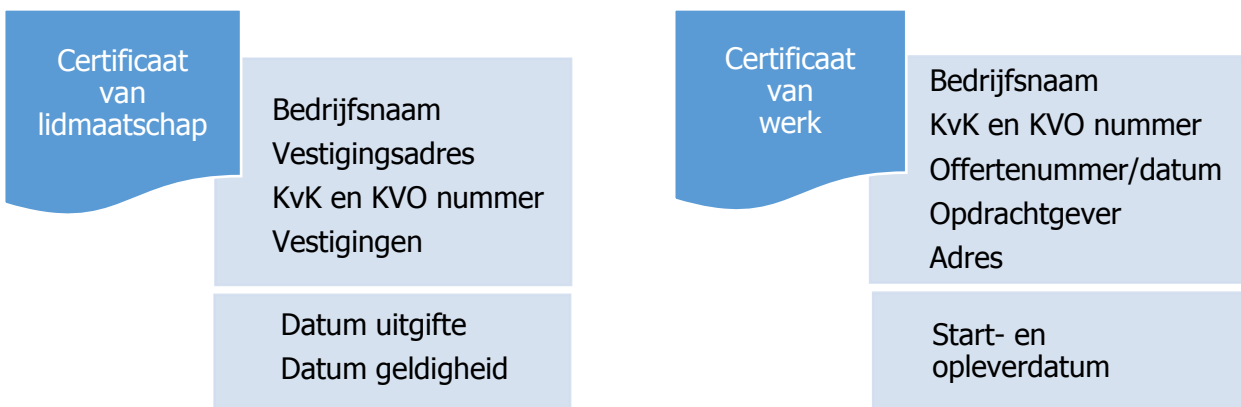 Certificaat
van
lidmaatschap
Bedrijfsnaam
Vestigingsadres
KvK en KVO nummer
Vestigingen
Datum uitgifte
Datum geldigheid
Certificaat
van
werk
Bedrijfsnaam
KvK en KVO nummer
Offertenummer/datum
Opdrachtgever
Adres
Start- en
opleverdatum